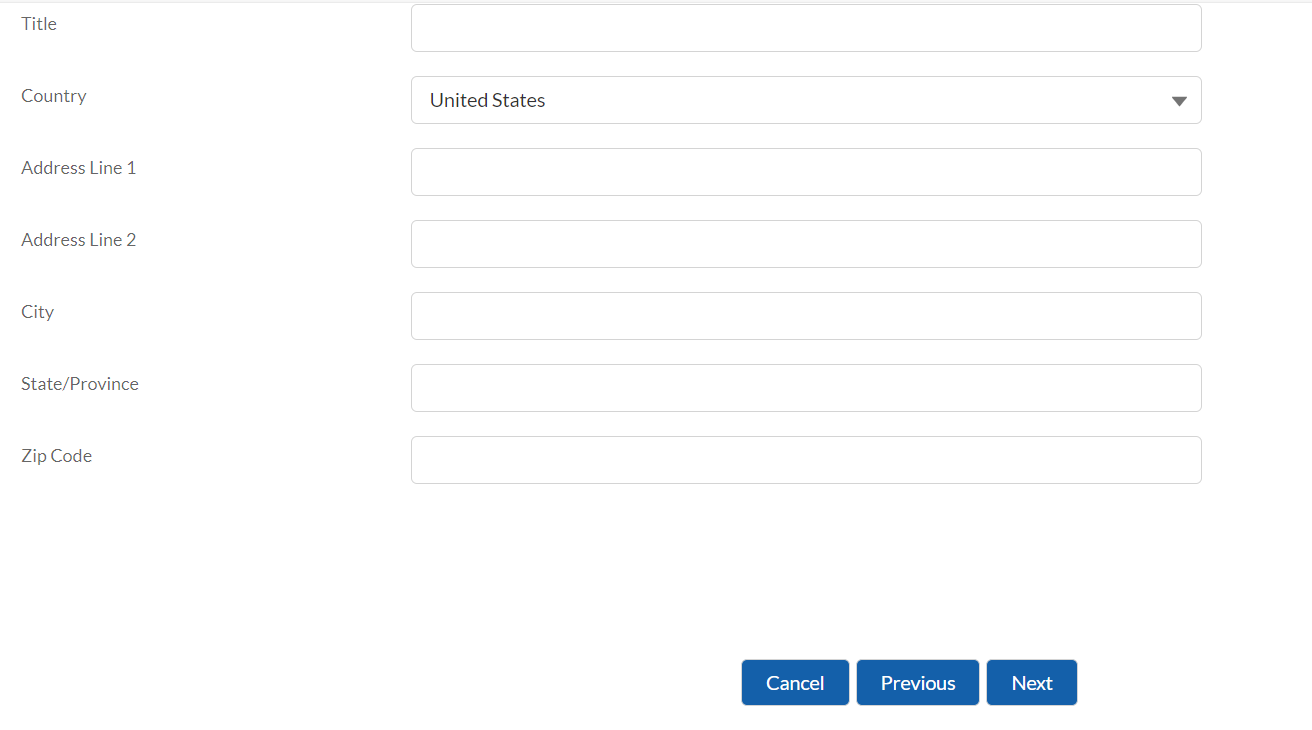 Title
Country
United States
Address Line 1
Address Line 2
City
State/Province
Zip Code
Cancel Previous Next